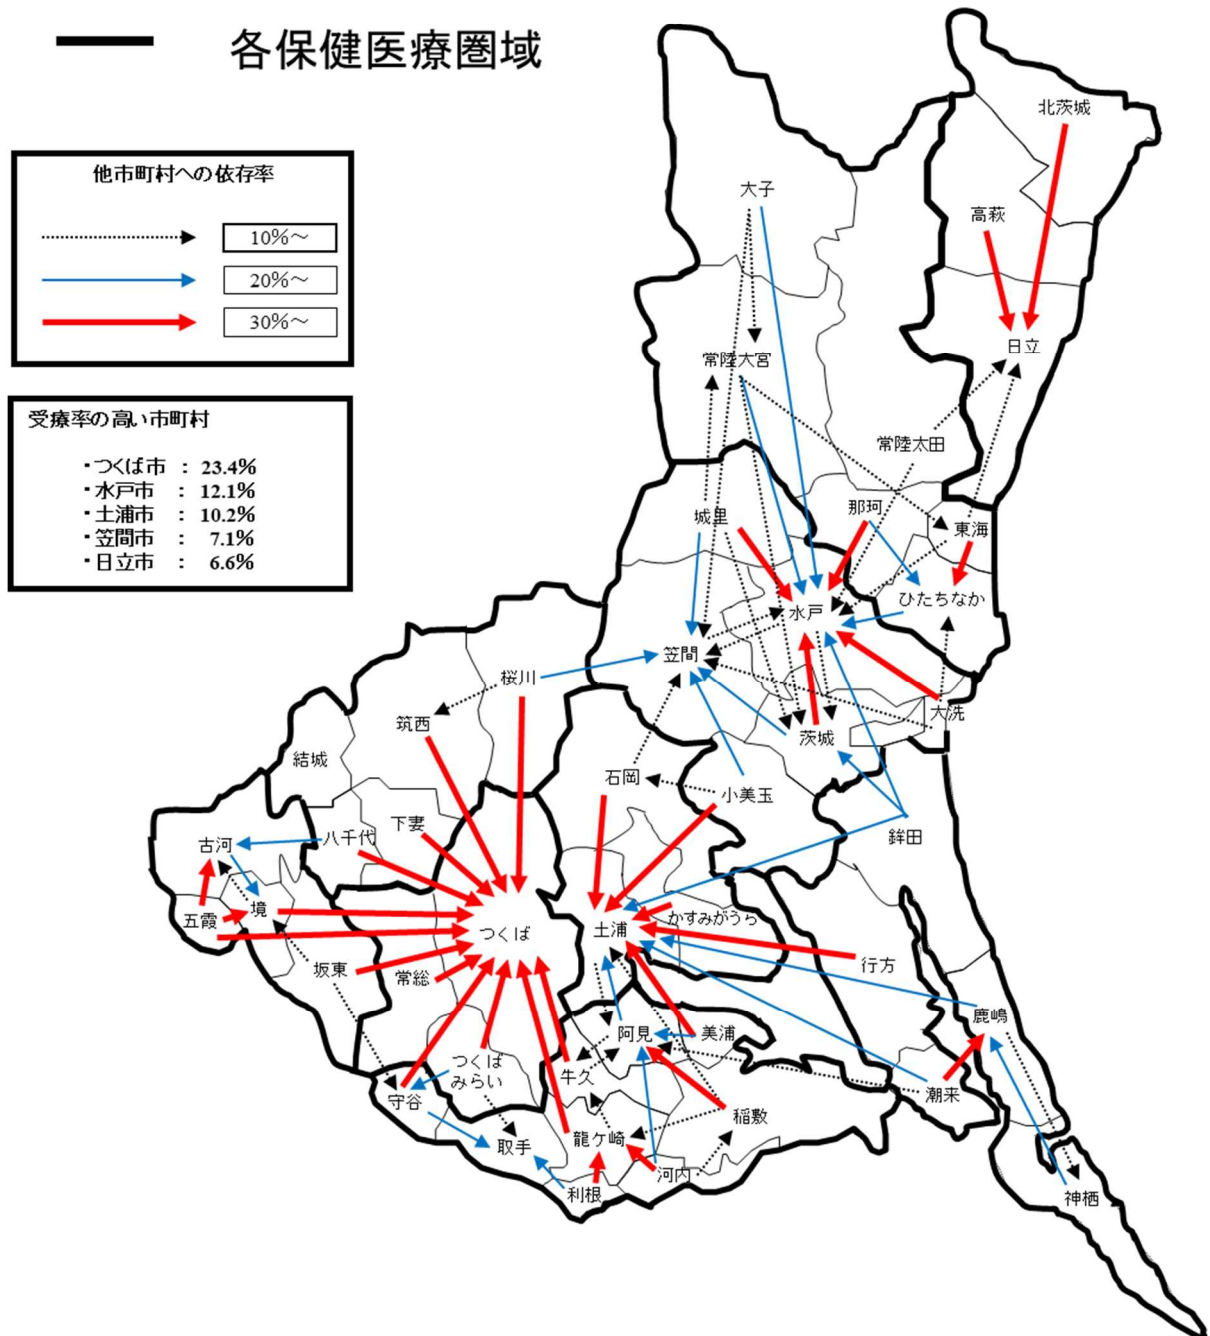 各保健医療圏域
他市町村への依存率
10%～
20%～
30%～
受療率の高い市町村
・つくば市 : 23.4%
・水戸市 : 12.1%
・土浦市 : 10.2%
・笠間市 : 7.1%
・日立市 : 6.6%
北茨城
大子
高萩
日立
常陸大宮
常陸太田
那珂
城里
東海
ひたちなか
水戸
笠間
桜川
大洗
筑西
茨城
結城
石岡
小美玉
下妻
八千代
鉾田
古河
境
五霞
かすみがうら
つくば
土浦
行方
坂東
常総
鹿嶋
阿見
美浦
つくば
みらい
牛久
潮来
守谷
稲敷
龍ケ崎
取手
河内
利根
神栖